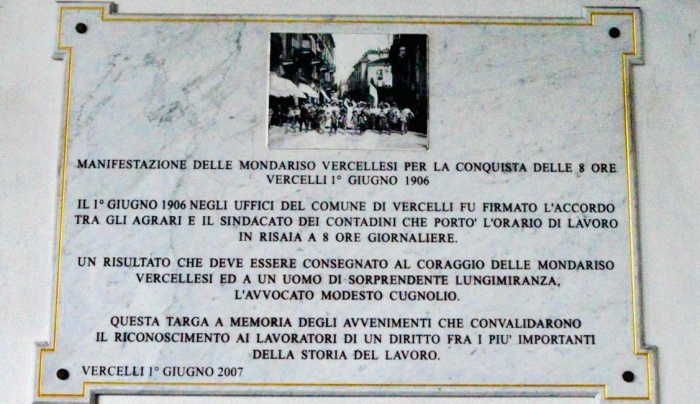 MANIFESTAZIONE DELLE MONDARISO VERCELLESI PER LA CONQUISTA DELLE 8 ORE
VERCELLI 1° GIUGNO 1906
IL 1° GIUGNO 1906 NEGLI UFFICI DEL COMUNE DI VERCELLI FU FIRMATO L'ACCORDO
TRA GLI AGRARI E IL SINDACATO DEI CONTADINI CHE PORTO' L'ORARIO DI LAVORO
IN RISAIA A 8 ORE GIORNALIERE.
UN RISULTATO CHE DEVE ESSERE CONSEGNATO AL CORAGGIO DELLE MONDARISO
VERCELLESI ED A UN UOMO DI SORPRENDENTE LUNGIMIRANZA,
L'AVVOCATO MODESTO CUGNOLIO.
QUESTA TARGA A MEMORIA DEGLI AVVENIMENTI CHE CONVALIDARONO
IL RICONOSCIMENTO AI LAVORATORI DI UN DIRITTO FRA I PIU' IMPORTANTI
DELLA STORIA DEL LAVORO.
VERCELLI 1° GIUGNO 2007